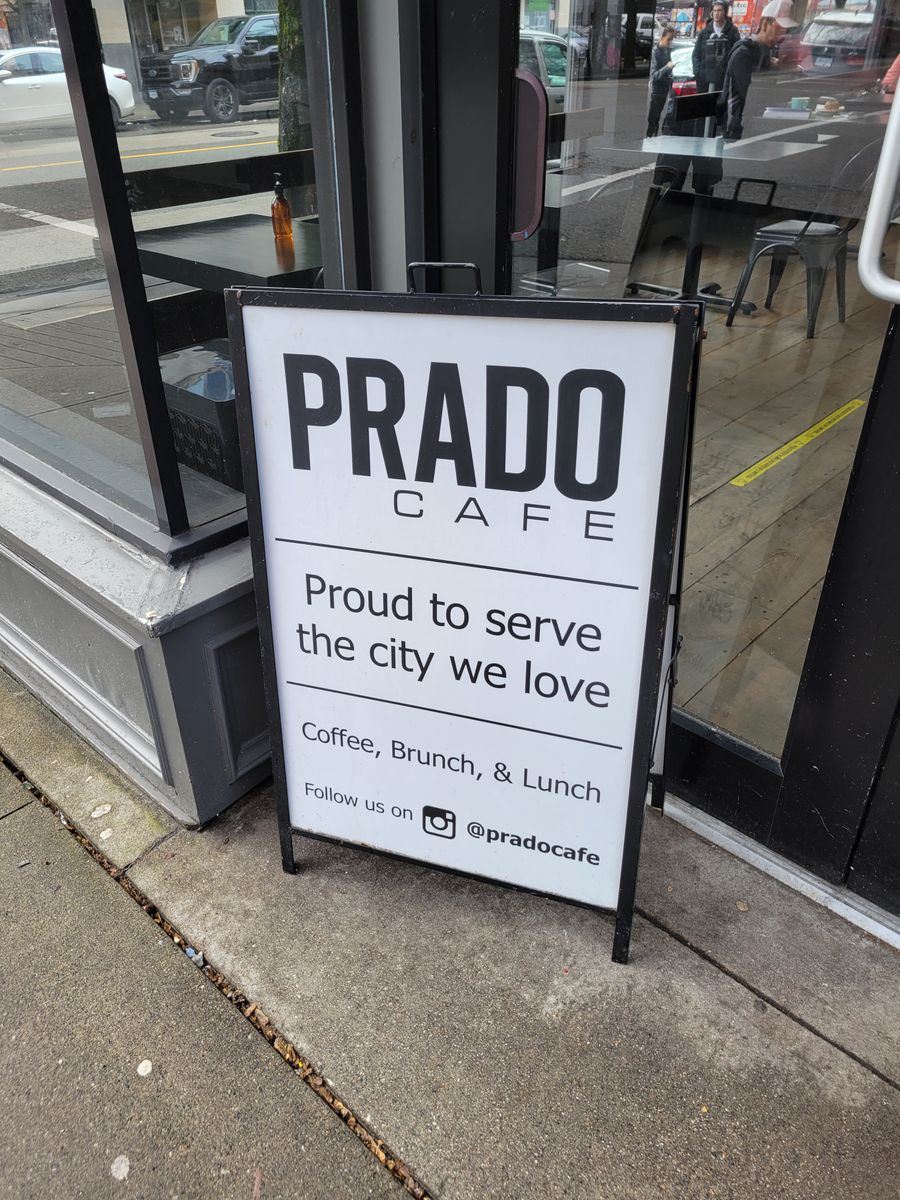 PRADO
CAFE
Proud to serve
the city we love
Coffee, Brunch, & Lunch
Follow us on @pradocafe